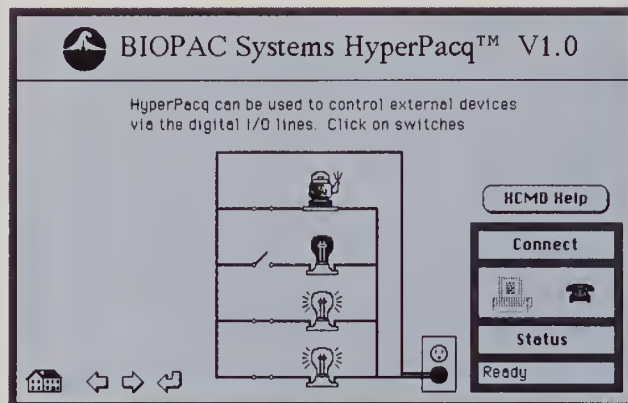 BIOPAC Systems HyperPacq™ V1.0
HyperPacq can be used to control external devices
via the digital I/O lines. Click on switches
XCMD Help
Connect
Status
Ready